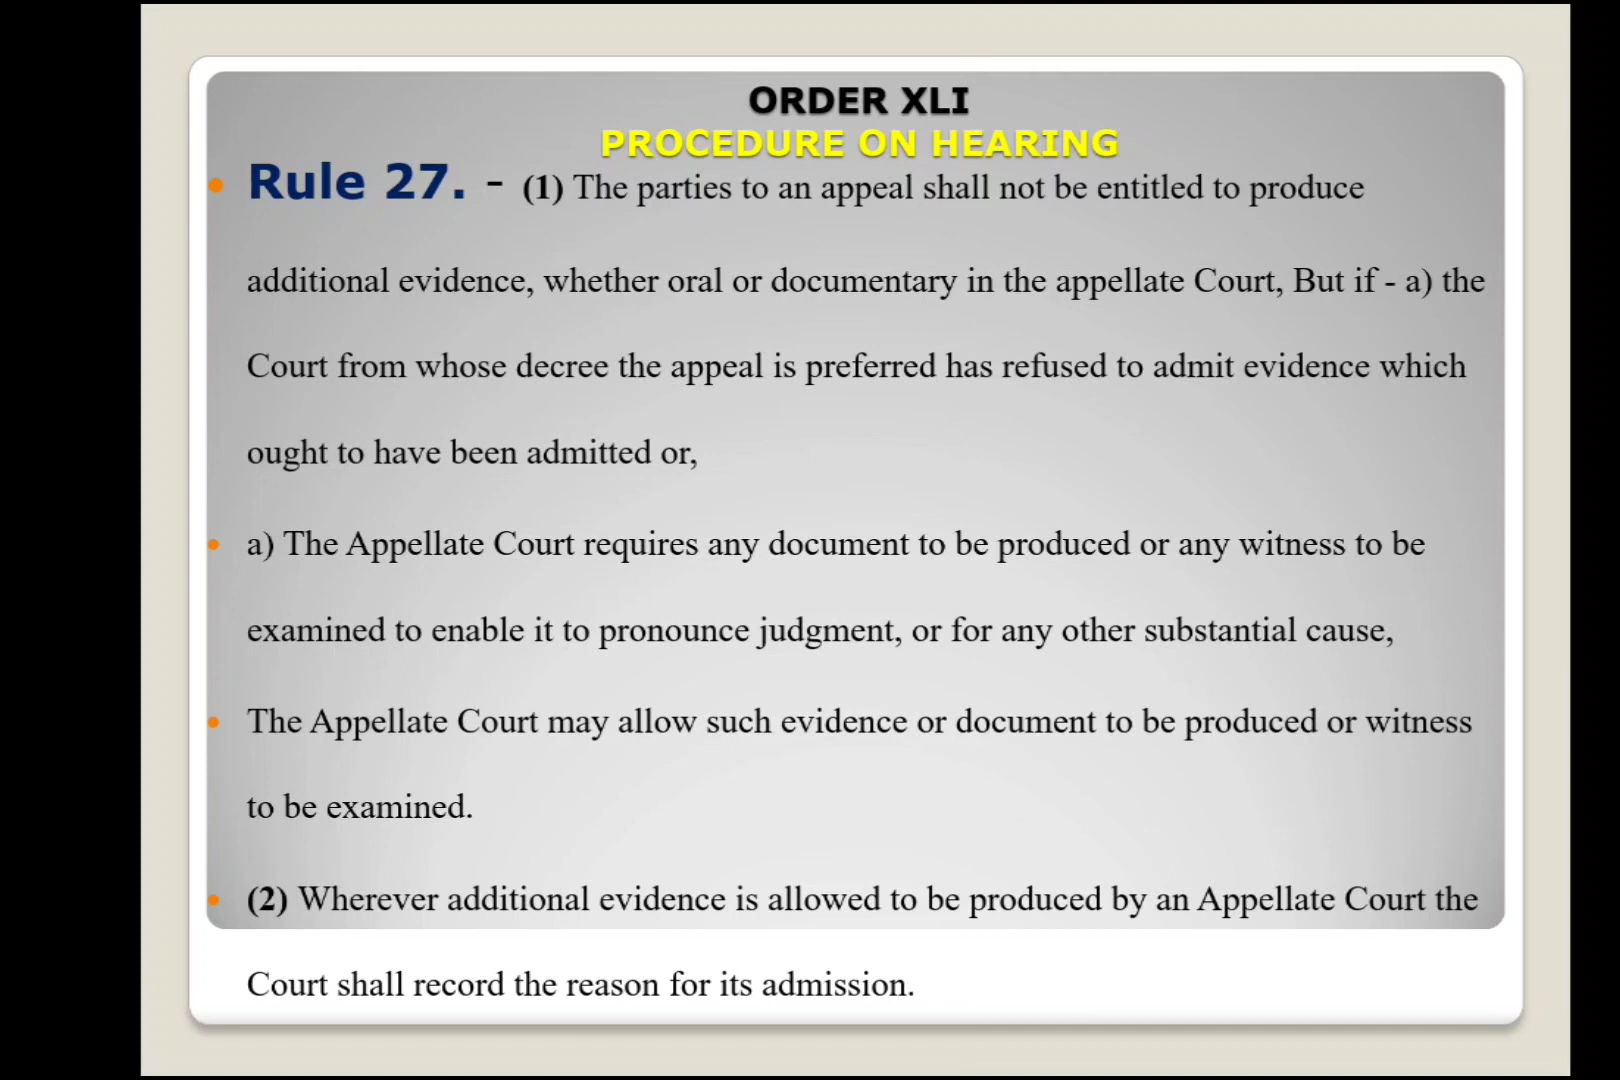 ORDER XLI
PROCEDURE ON HEARING
• Rule 27. - (1) The parties to an appeal shall not be entitled to produce
additional evidence, whether oral or documentary in the appellate Court, But if - a) the
Court from whose decree the appeal is preferred has refused to admit evidence which
ought to have been admitted or,
• a) The Appellate Court requires any document to be produced or any witness to be
examined to enable it to pronounce judgment, or for any other substantial cause,
• The Appellate Court may allow such evidence or document to be produced or witness
to be examined.
• (2) Wherever additional evidence is allowed to be produced by an Appellate Court the
Court shall record the reason for its admission.